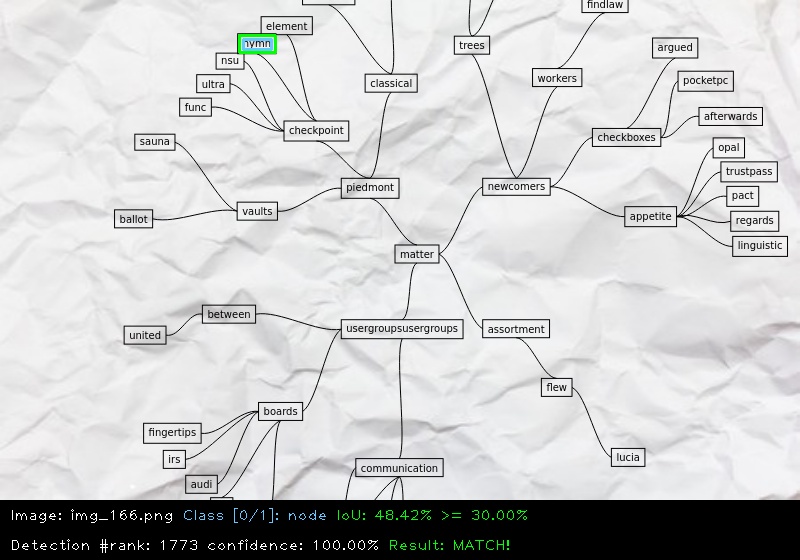 findlaw
element
hymn
trees
argued
nsu
classical
workers
pocketpc
ultra
func
afterwards
checkpoint
checkboxes
sauna
opal
trustpass
piedmont
newcomers
pact
vaults
ballot
appetite
regards
linguistic
matter
between
united
usergroupsusergroups
assortment
flew
boards
fingertips
irs
lucia
communication
audi
Image: img_166.png Class [0/1]: node IoU: 48.42% >= 30.00%
Detection #rank: 1773 confidence: 100.00% Result: MATCH!